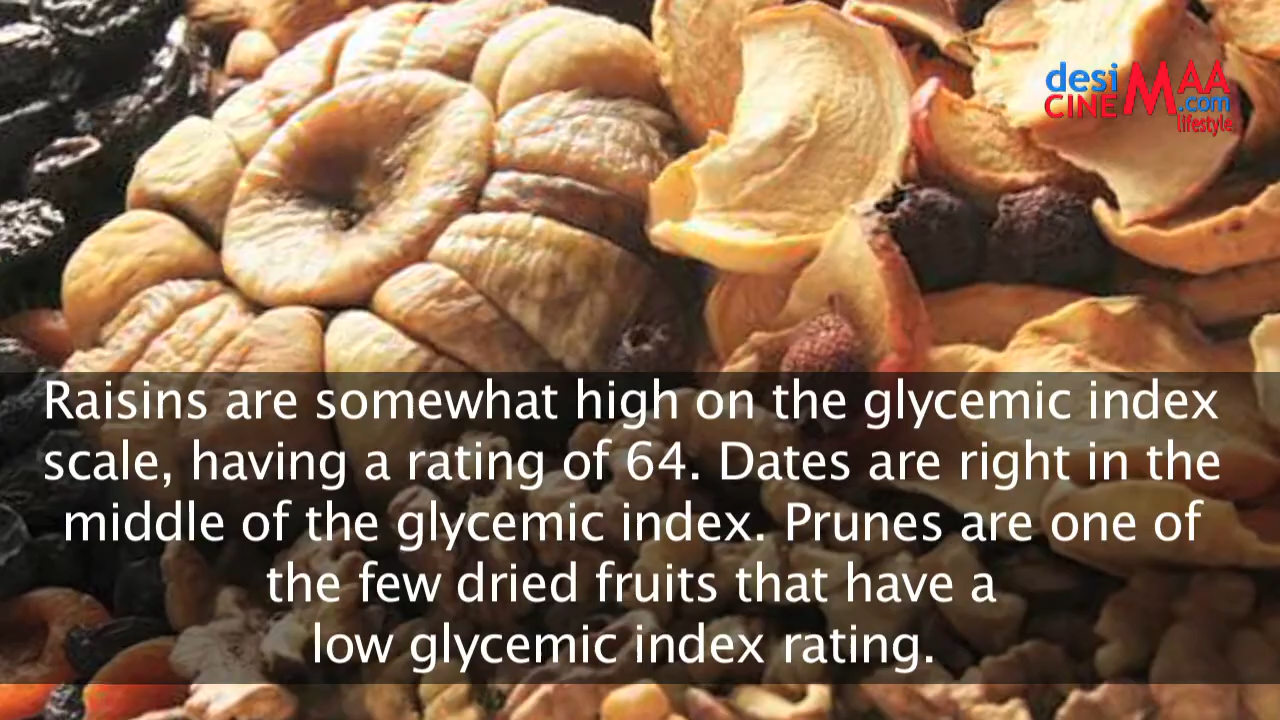 desi MAA
CINE .com
lifestyle
Raisins are somewhat high on the glycemic index
scale, having a rating of 64. Dates are right in the
middle of the glycemic index. Prunes are one of
the few dried fruits that have a
low glycemic index rating.